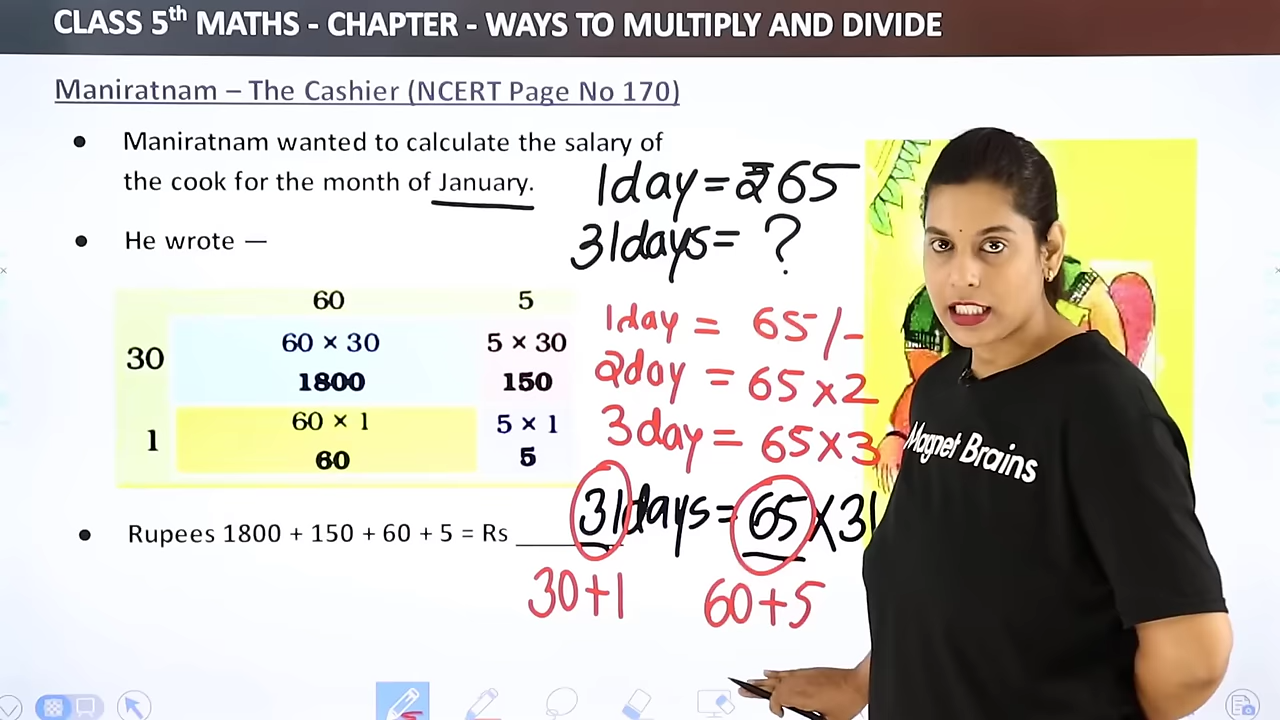 CLASS 5th MATHS - CHAPTER - WAYS TO MULTIPLY AND DIVIDE
Maniratnam – The Cashier (NCERT Page No 170)
● Maniratnam wanted to calculate the salary of
the cook for the month of January.
● He wrote —
60 5
30 60 × 30 5 × 30
1800 150
1 60 × 1 5 × 1
60 5
● Rupees 1800 + 150 + 60 + 5 = Rs ______
1day = ₹65
31days = ?
1day = 65/-
2day = 65×2
3day = 65×3
31days = 65×31
30+1 60+5
Magnet Brains